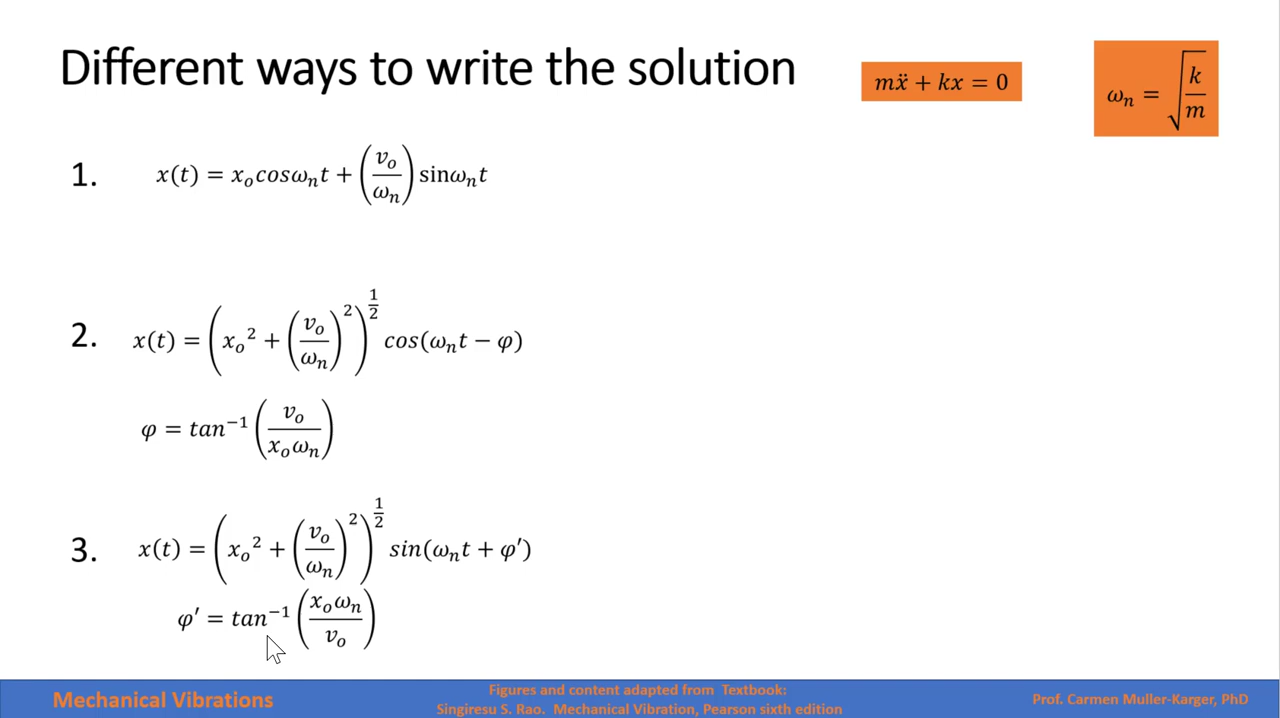 Different ways to write the solution
mẍ + kx = 0
ωₙ = √(k/m)
1. x(t) = xₒcosωₙt + (vₒ/ωₙ) sinωₙt
2. x(t) = (xₒ² + (vₒ/ωₙ)²)^(1/2) cos(ωₙt − φ)
φ = tan⁻¹(vₒ/(xₒωₙ))
3. x(t) = (xₒ² + (vₒ/ωₙ)²)^(1/2) sin(ωₙt + φ′)
φ′ = tan⁻¹(xₒωₙ/vₒ)
Mechanical Vibrations
Figures and content adapted from Textbook:
Singiresu S. Rao. Mechanical Vibration, Pearson sixth edition
Prof. Carmen Muller-Karger, PhD